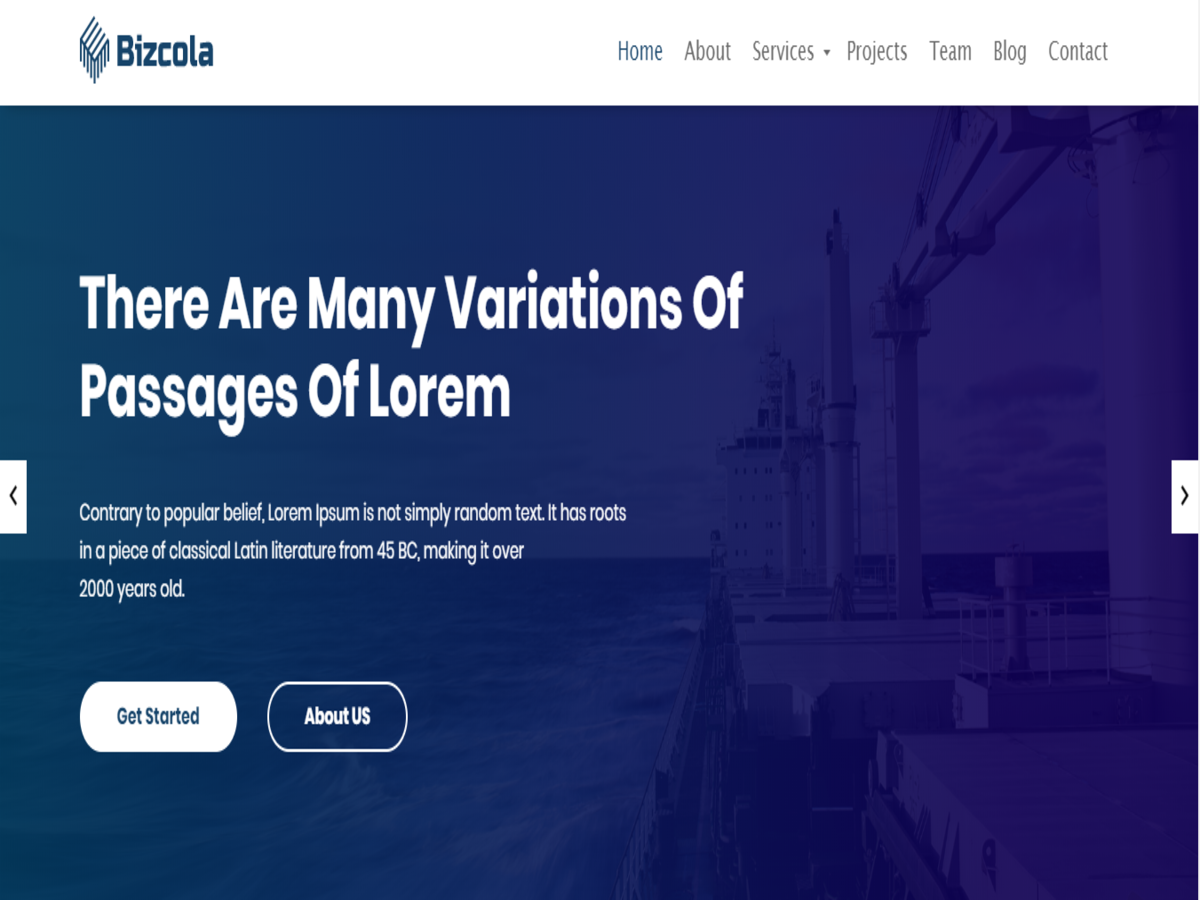 Bizcola
Home About Services Projects Team Blog Contact
There Are Many Variations Of
Passages Of Lorem
Contrary to popular belief, Lorem Ipsum is not simply random text. It has roots
in a piece of classical Latin literature from 45 BC, making it over
2000 years old.
Get Started About US